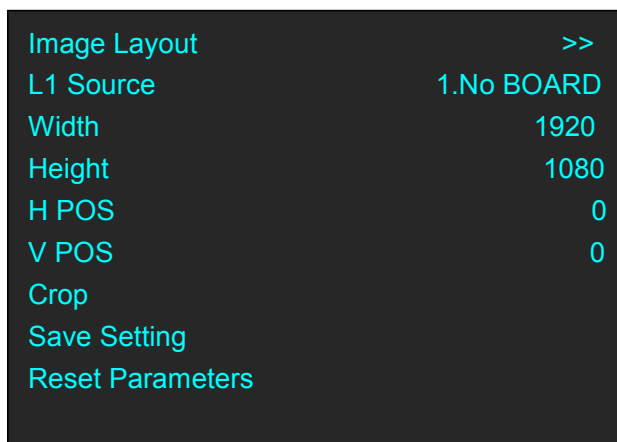 Image Layout >>
L1 Source 1.No BOARD
Width 1920
Height 1080
H POS 0
V POS 0
Crop
Save Setting
Reset Parameters